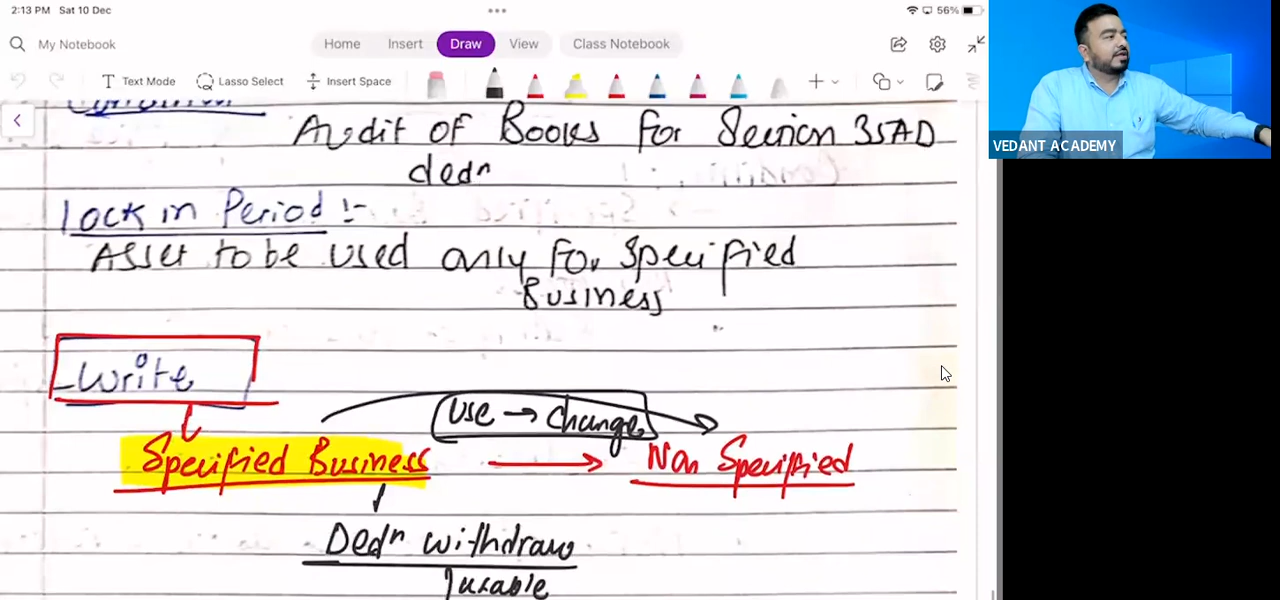 2:13 PM Sat 10 Dec
56%
My Notebook
Home Insert Draw View Class Notebook
Text Mode Lasso Select Insert Space
VEDANT ACADEMY
Audit of Books For Section 35AD
dedn
Lock in Period :-
Asset to be used only For Specified
Business
Write
Use → Change
Specified Business → Non Specified
Dedn withdraw
Taxable